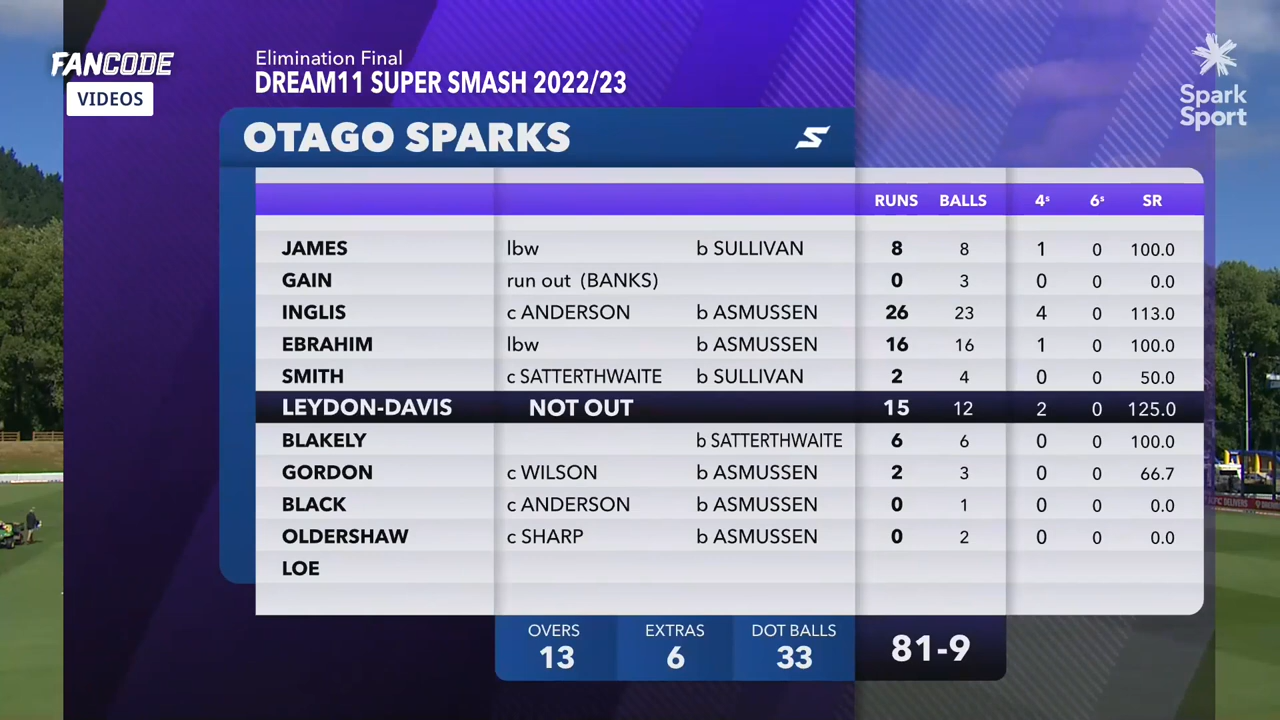 FANCODE
VIDEOS
Elimination Final
DREAM11 SUPER SMASH 2022/23
Spark
Sport
OTAGO SPARKS
RUNS BALLS 4s 6s SR
JAMES lbw b SULLIVAN 8 8 1 0 100.0
GAIN run out (BANKS) 0 3 0 0 0.0
INGLIS c ANDERSON b ASMUSSEN 26 23 4 0 113.0
EBRAHIM lbw b ASMUSSEN 16 16 1 0 100.0
SMITH c SATTERTHWAITE b SULLIVAN 2 4 0 0 50.0
LEYDON-DAVIS NOT OUT 15 12 2 0 125.0
BLAKELY b SATTERTHWAITE 6 6 0 0 100.0
GORDON c WILSON b ASMUSSEN 2 3 0 0 66.7
BLACK c ANDERSON b ASMUSSEN 0 1 0 0 0.0
OLDERSHAW c SHARP b ASMUSSEN 0 2 0 0 0.0
LOE
OVERS EXTRAS DOT BALLS
13 6 33 81-9